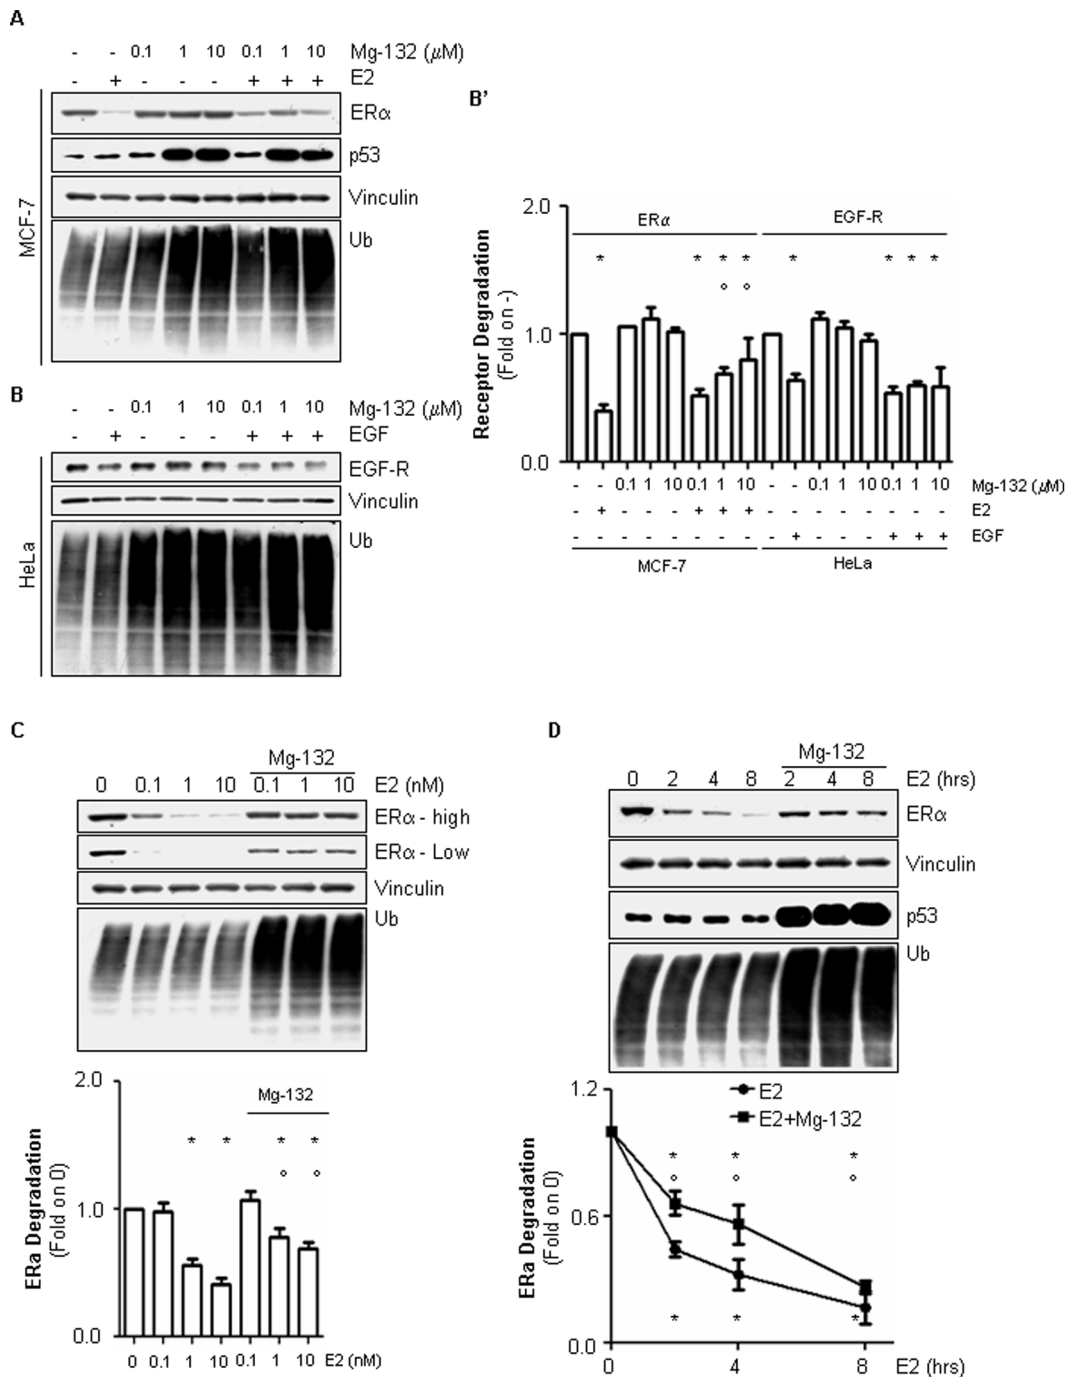 A
- - 0.1 1 10 0.1 1 10 Mg-132 (μM)
- + - - - + + + E2
ERα
p53
Vinculin
Ub
MCF-7
B
- - 0.1 1 10 0.1 1 10 Mg-132 (μM)
- + - - - + + + EGF
EGF-R
Vinculin
Ub
HeLa
B'
Receptor Degradation
(Fold on -)
2.0
1.0
0.0
ERα EGF-R
* * * * * * * *
° °
- - 0.1 1 10 0.1 1 10 - - 0.1 1 10 0.1 1 10 Mg-132 (μM)
- + - - - + + + - - - - - - - - E2
- - - - - - - - - + - - - + + + EGF
MCF-7 HeLa
C
Mg-132
0 0.1 1 10 0.1 1 10 E2 (nM)
ERα - high
ERα - Low
Vinculin
Ub
ERa Degradation
(Fold on 0)
2.0
1.0
0.0
Mg-132
* * * *
° °
0 0.1 1 10 0.1 1 10 E2 (nM)
D
Mg-132
0 2 4 8 2 4 8 E2 (hrs)
ERα
Vinculin
p53
Ub
ERa Degradation
(Fold on 0)
1.2
0.6
0.0
E2
E2+Mg-132
* * *
° ° °
* * *
0 4 8 E2 (hrs)